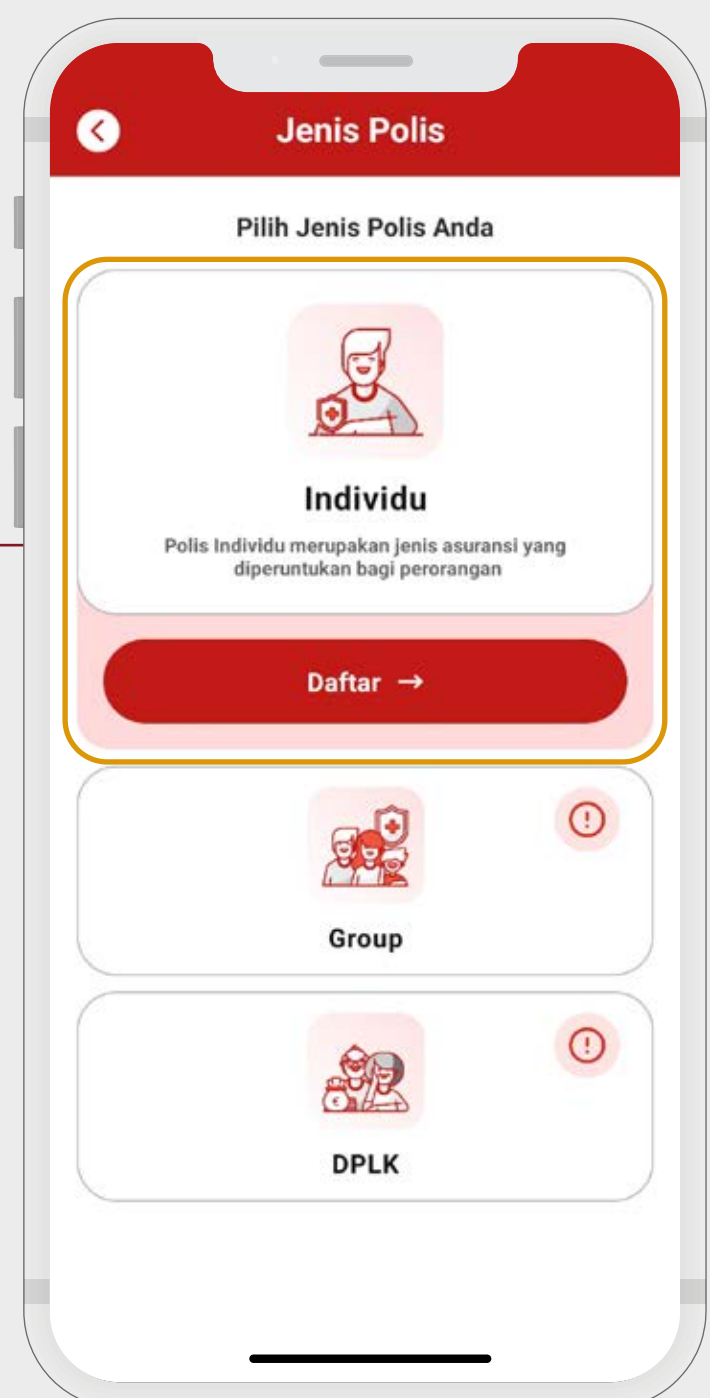 Jenis Polis
Pilih Jenis Polis Anda
Individu
Polis Individu merupakan jenis asuransi yang
diperuntukan bagi perorangan
Daftar →
Group
DPLK